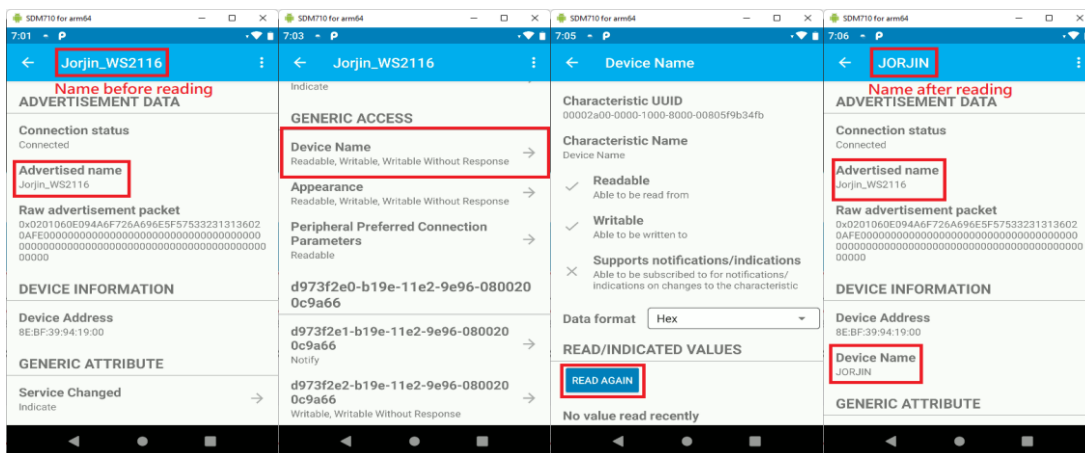 SDM710 for arm64
7:01
Jorjin_WS2116
Name before reading
ADVERTISEMENT DATA
Connection status
Connected
Advertised name
Jorjin_WS2116
Raw advertisement packet
0x0201060E094A6F726A696E5F57533231313602
0AFE000000000000000000000000000000000000
0000000000000000000000000000000000000000
00000
DEVICE INFORMATION
Device Address
8E:BF:39:94:19:00
GENERIC ATTRIBUTE
Service Changed
Indicate
SDM710 for arm64
7:03
Jorjin_WS2116
Indicate
GENERIC ACCESS
Device Name
Readable, Writable, Writable Without Response
Appearance
Readable, Writable, Writable Without Response
Peripheral Preferred Connection
Parameters
Readable
d973f2e0-b19e-11e2-9e96-080020
0c9a66
d973f2e1-b19e-11e2-9e96-080020
0c9a66
Notify
d973f2e2-b19e-11e2-9e96-080020
0c9a66
Writable, Writable Without Response
SDM710 for arm64
7:05
Device Name
Characteristic UUID
00002a00-0000-1000-8000-00805f9b34fb
Characteristic Name
Device Name
Readable
Able to be read from
Writable
Able to be written to
Supports notifications/indications
Able to be subscribed to for notifications/
indications on changes to the characteristic
Data format Hex
READ/INDICATED VALUES
READ AGAIN
No value read recently
SDM710 for arm64
7:06
JORJIN
Name after reading
ADVERTISEMENT DATA
Connection status
Connected
Advertised name
Jorjin_WS2116
Raw advertisement packet
0x0201060E094A6F726A696E5F57533231313602
0AFE000000000000000000000000000000000000
0000000000000000000000000000000000000000
00000
DEVICE INFORMATION
Device Address
8E:BF:39:94:19:00
Device Name
JORJIN
GENERIC ATTRIBUTE